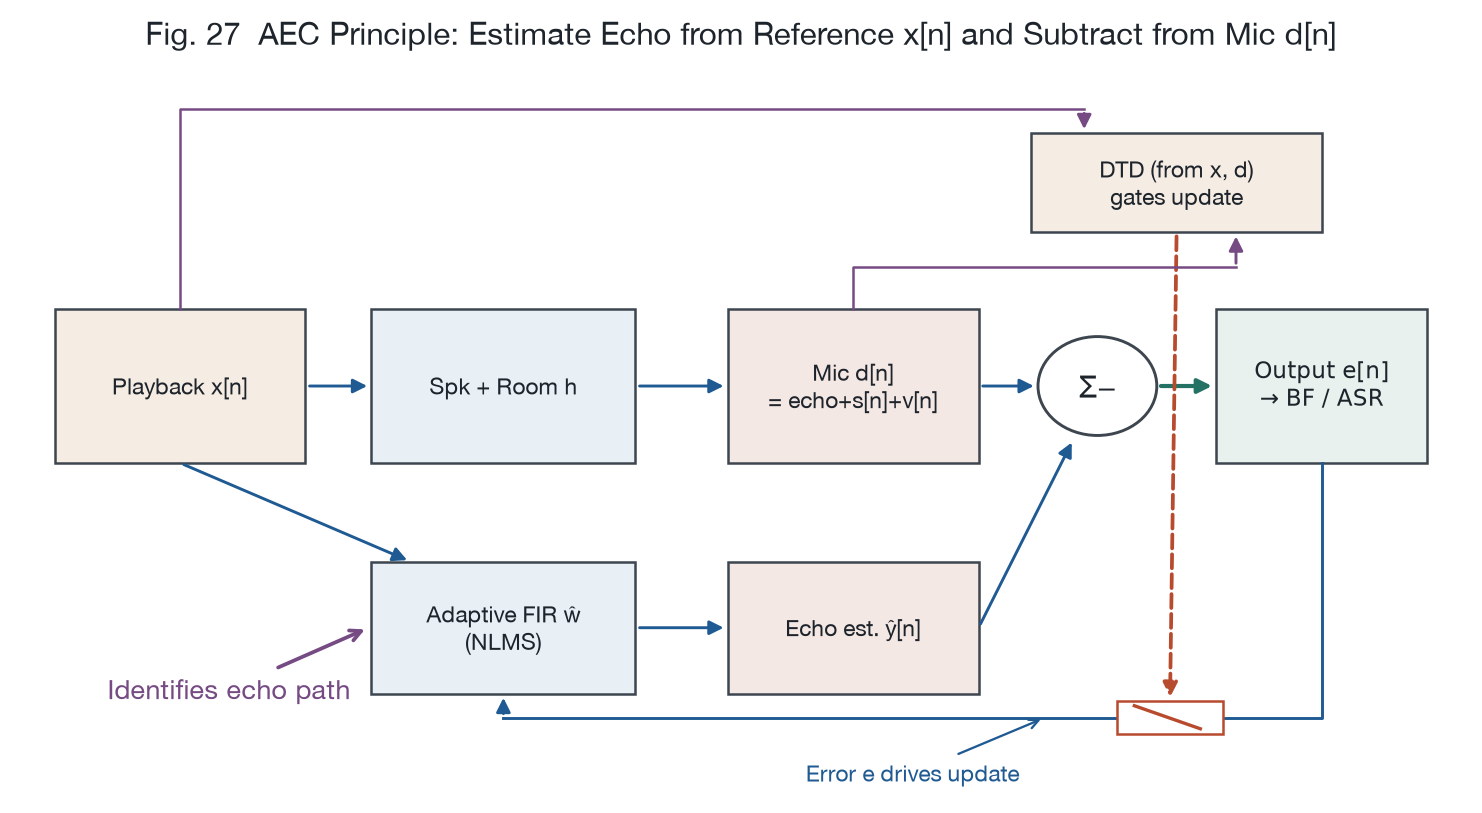 Fig. 27  AEC Principle: Estimate Echo from Reference x[n] and Subtract from Mic d[n]
DTD (from x, d)
gates update
Playback x[n]
Spk + Room h
Mic d[n]
= echo+s[n]+v[n]
Σ−
Output e[n]
→ BF / ASR
Adaptive FIR ŵ
(NLMS)
Echo est. ŷ[n]
Identifies echo path
Error e drives update